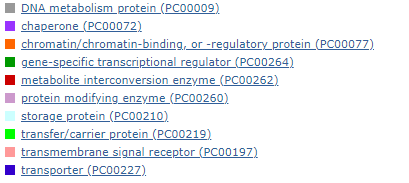 DNA metabolism protein (PC00009)
chaperone (PC00072)
chromatin/chromatin-binding, or -regulatory protein (PC00077)
gene-specific transcriptional regulator (PC00264)
metabolite interconversion enzyme (PC00262)
protein modifying enzyme (PC00260)
storage protein (PC00210)
transfer/carrier protein (PC00219)
transmembrane signal receptor (PC00197)
transporter (PC00227)